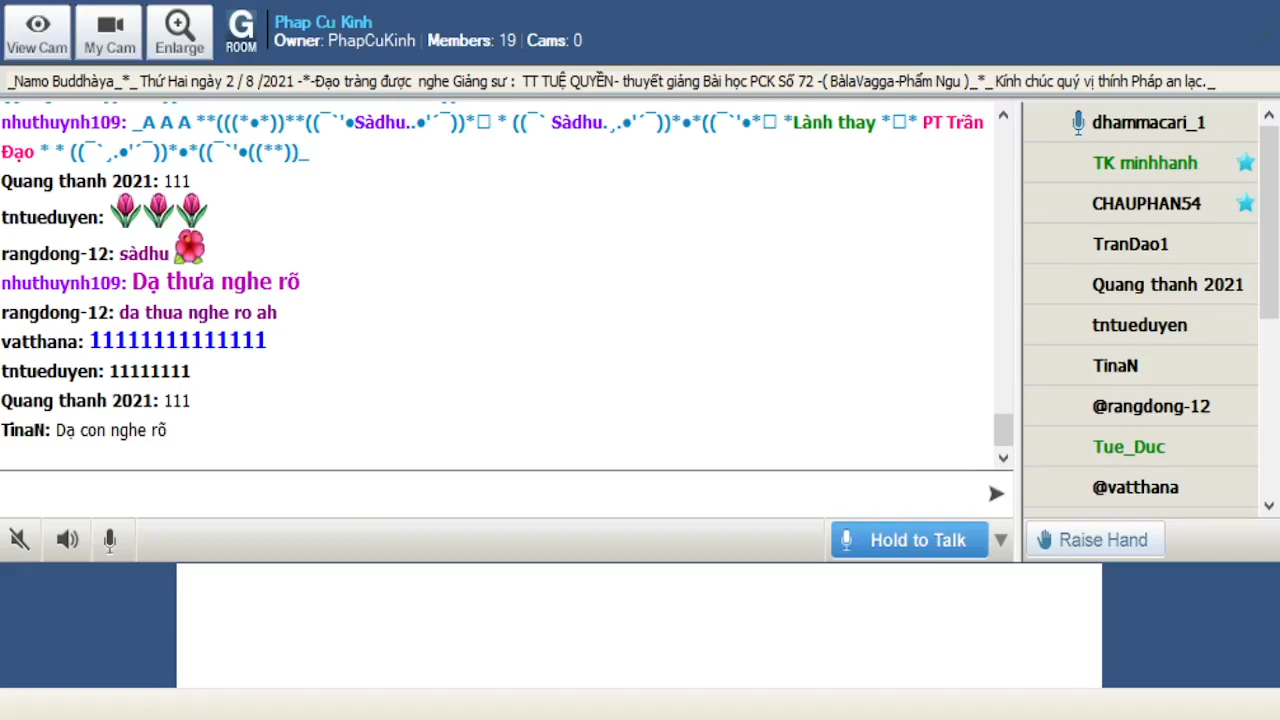 View Cam
My Cam
Enlarge
G
ROOM
Phap Cu Kinh
Owner: PhapCuKinh | Members: 19 | Cams: 0
_Namo Buddhàya_*_ Thứ Hai ngày 2 / 8 /2021 -*-Đạo tràng được nghe Giảng sư : TT TUỆ QUYỀN- thuyết giảng Bài học PCK Số 72 -( BàlaVagga-Phẩm Ngu )_*_ Kính chúc quý vị thính Pháp an lạc. _
nhuthuynh109: _A A A **(((*•*))**((¯`'•Sàdhu..•'´¯))*□ * ((¯` Sàdhu.¸.•'´¯))*•*((¯`'•*□ *Lành thay *□* PT Trần
Đạo * * ((¯`¸.•'´¯))*•*((¯`'•((**))_
Quang thanh 2021: 111
tntueduyen:
rangdong-12: sàdhu
nhuthuynh109: Dạ thưa nghe rõ
rangdong-12: da thua nghe ro ah
vatthana: 11111111111111
tntueduyen: 11111111
Quang thanh 2021: 111
TinaN: Dạ con nghe rõ
Hold to Talk
dhammacari_1
TK minhhanh
CHAUPHAN54
TranDao1
Quang thanh 2021
tntueduyen
TinaN
@rangdong-12
Tue_Duc
@vatthana
Raise Hand